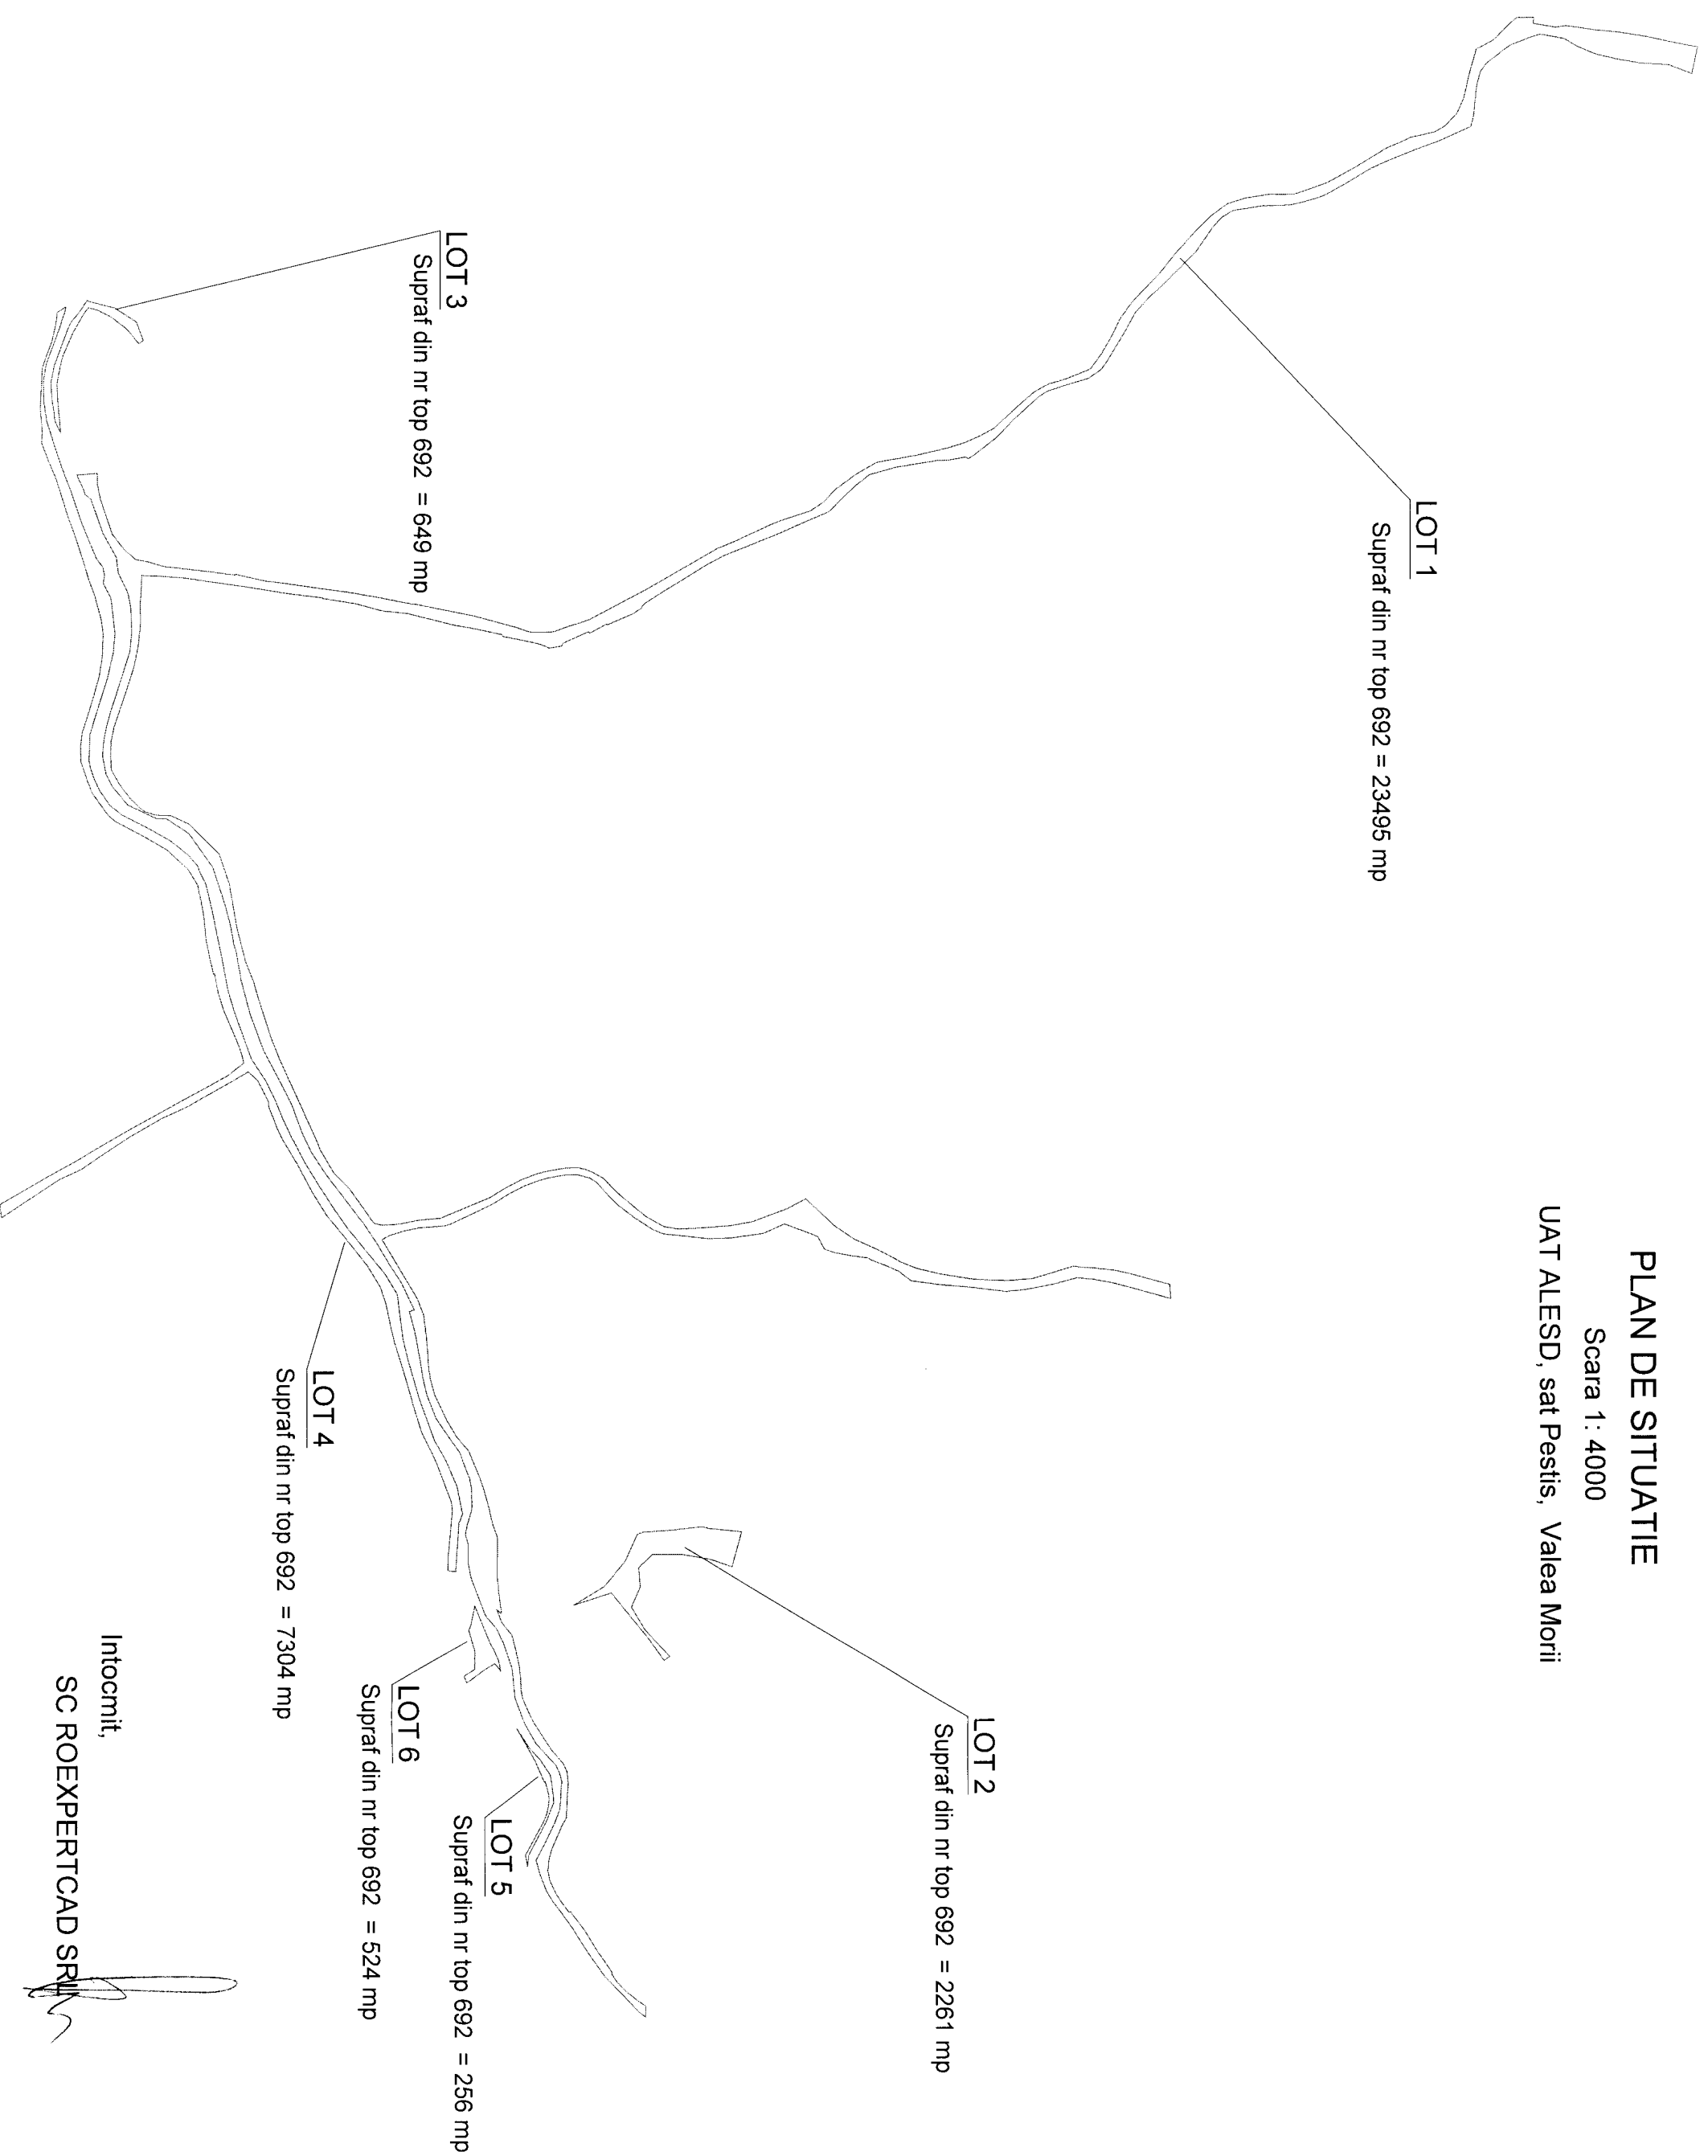 PLAN DE SITUATIE
Scara 1: 4000
UAT ALESD, sat Pestis, Valea Morii
LOT 1
Supraf din nr top 692 = 23495 mp
LOT 2
Supraf din nr top 692 = 2261 mp
LOT 3
Supraf din nr top 692 = 649 mp
LOT 5
Supraf din nr top 692 = 256 mp
LOT 6
Supraf din nr top 692 = 524 mp
LOT 4
Supraf din nr top 692 = 7304 mp
Intocmit,
SC ROEXPERTCAD SRL